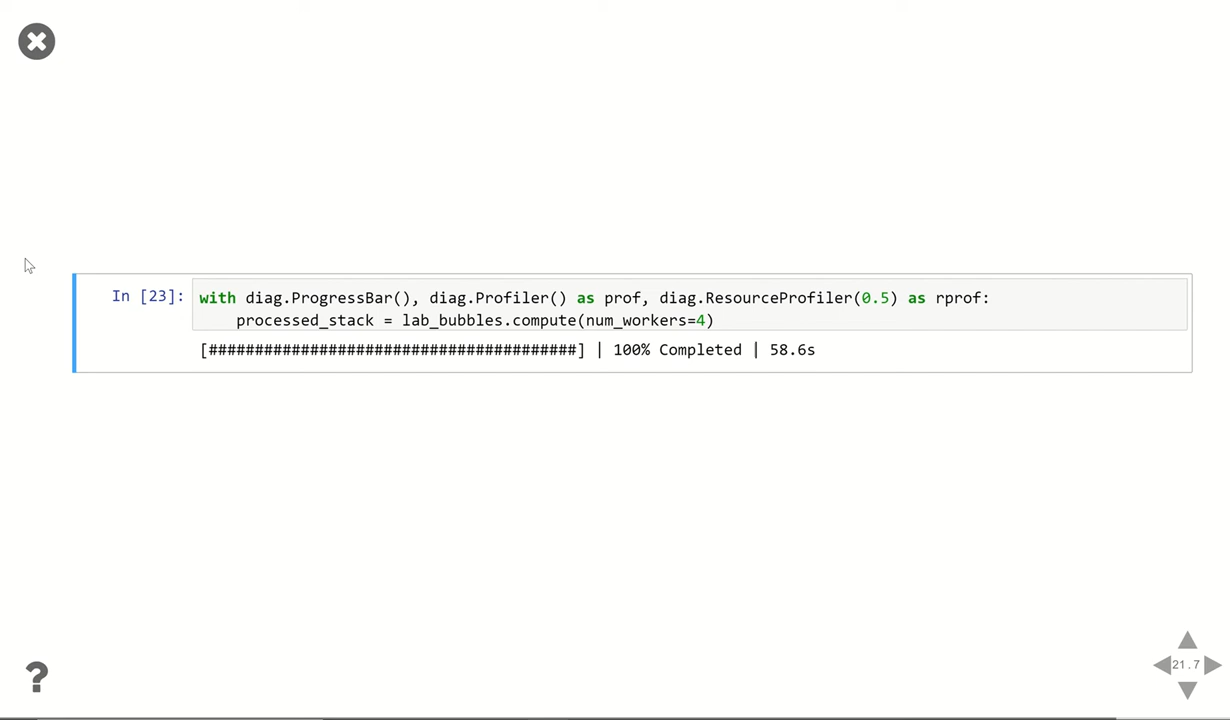 In [23]:
with diag.ProgressBar(), diag.Profiler() as prof, diag.ResourceProfiler(0.5) as rprof:
    processed_stack = lab_bubbles.compute(num_workers=4)
[########################################] | 100% Completed | 58.6s
?
21.7